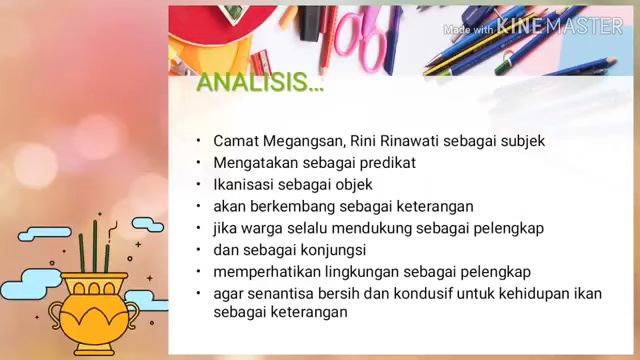 Made with KINEMASTER
ANALISIS...
• Camat Megangsan, Rini Rinawati sebagai subjek
• Mengatakan sebagai predikat
• Ikanisasi sebagai objek
• akan berkembang sebagai keterangan
• jika warga selalu mendukung sebagai pelengkap
• dan sebagai konjungsi
• memperhatikan lingkungan sebagai pelengkap
• agar senantisa bersih dan kondusif untuk kehidupan ikan
sebagai keterangan